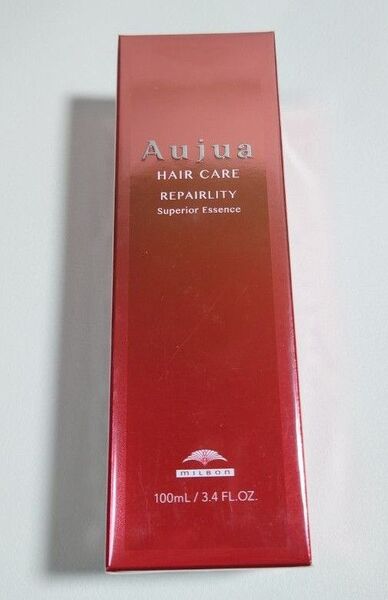 Aujua
HAIR CARE
REPAIRLITY
Superior Essence
MILBON
100mL / 3.4 FL.OZ.